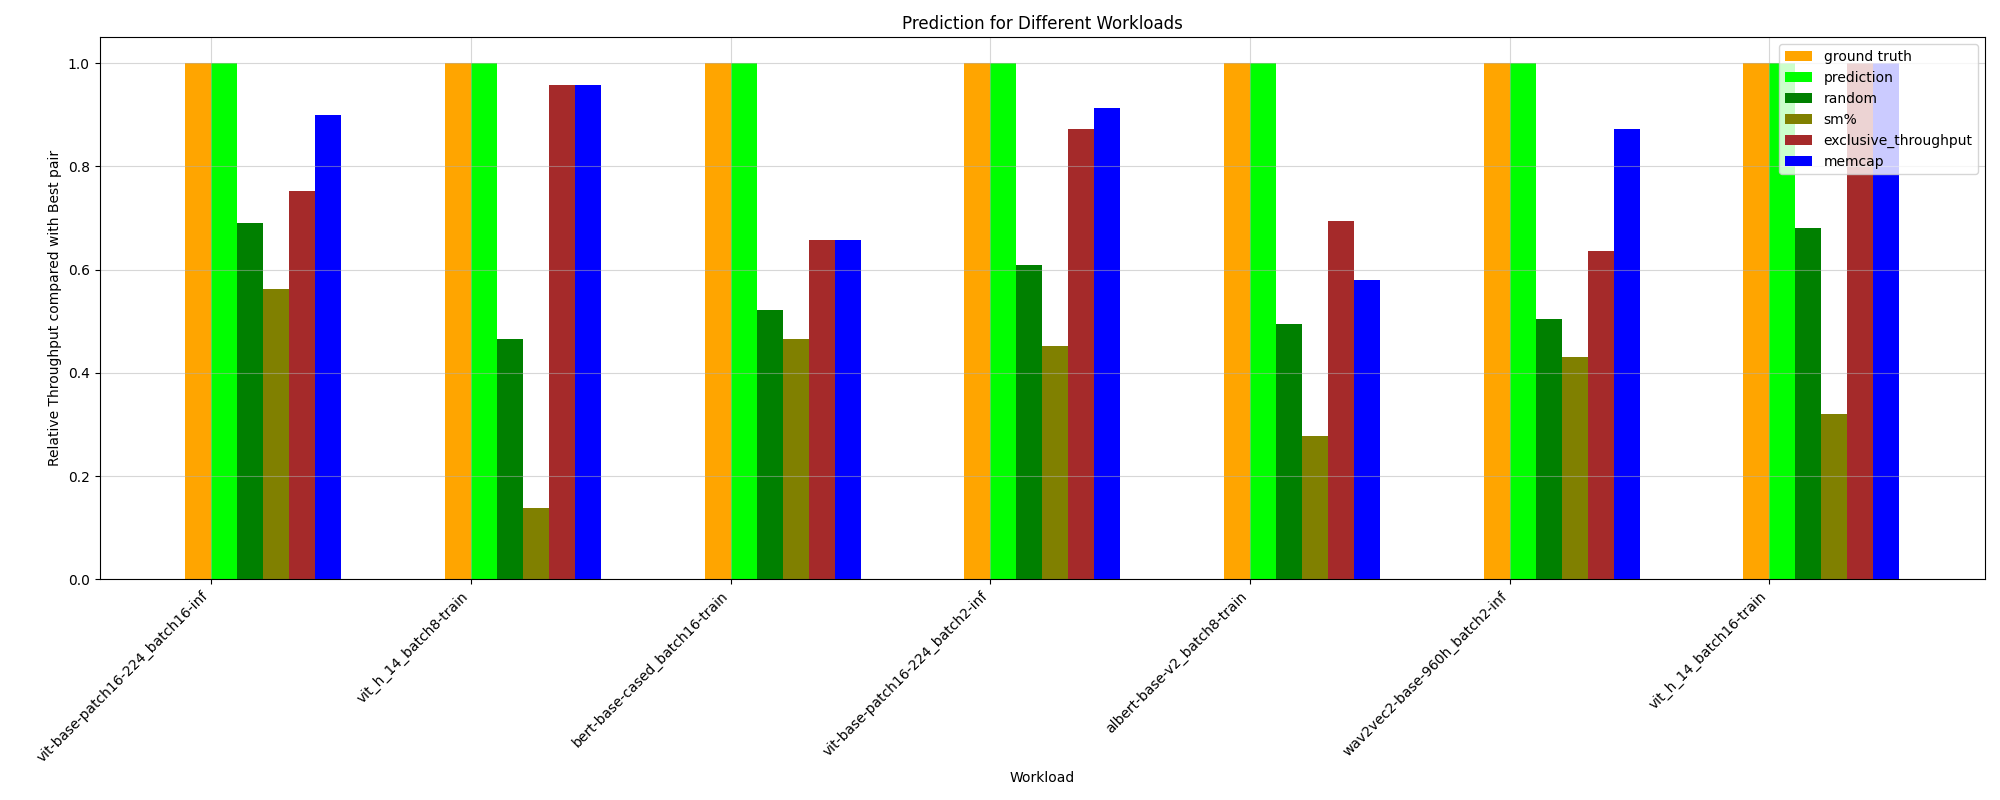 Prediction for Different Workloads
Relative Throughput compared with Best pair
1.0
0.8
0.6
0.4
0.2
0.0
ground truth
prediction
random
sm%
exclusive_throughput
memcap
vit-base-patch16-224_batch16-inf
vit_h_14_batch8-train
bert-base-cased_batch16-train
vit-base-patch16-224_batch2-inf
albert-base-v2_batch8-train
wav2vec2-base-960h_batch2-inf
vit_h_14_batch16-train
Workload